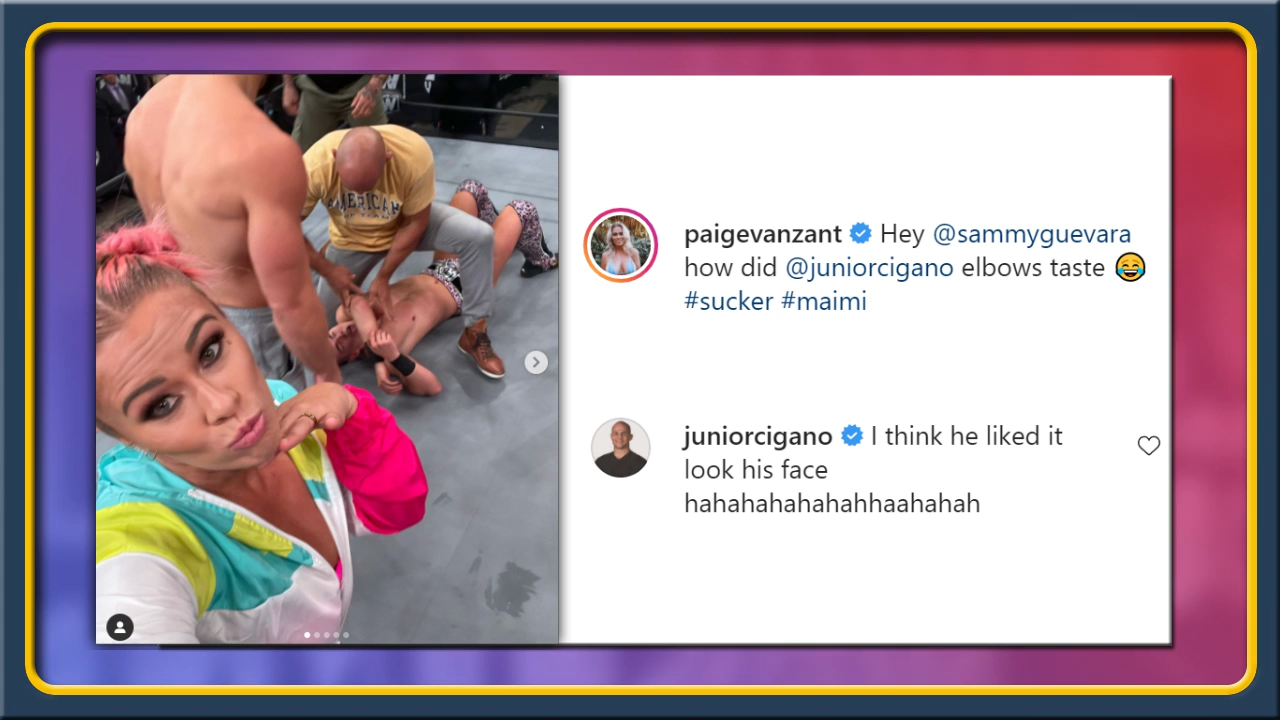 AMERICAN
paigevanzant Hey @sammyguevara
how did @juniorcigano elbows taste 😂
#sucker #maimi
juniorcigano I think he liked it
look his face
hahahahahahahhaahahah